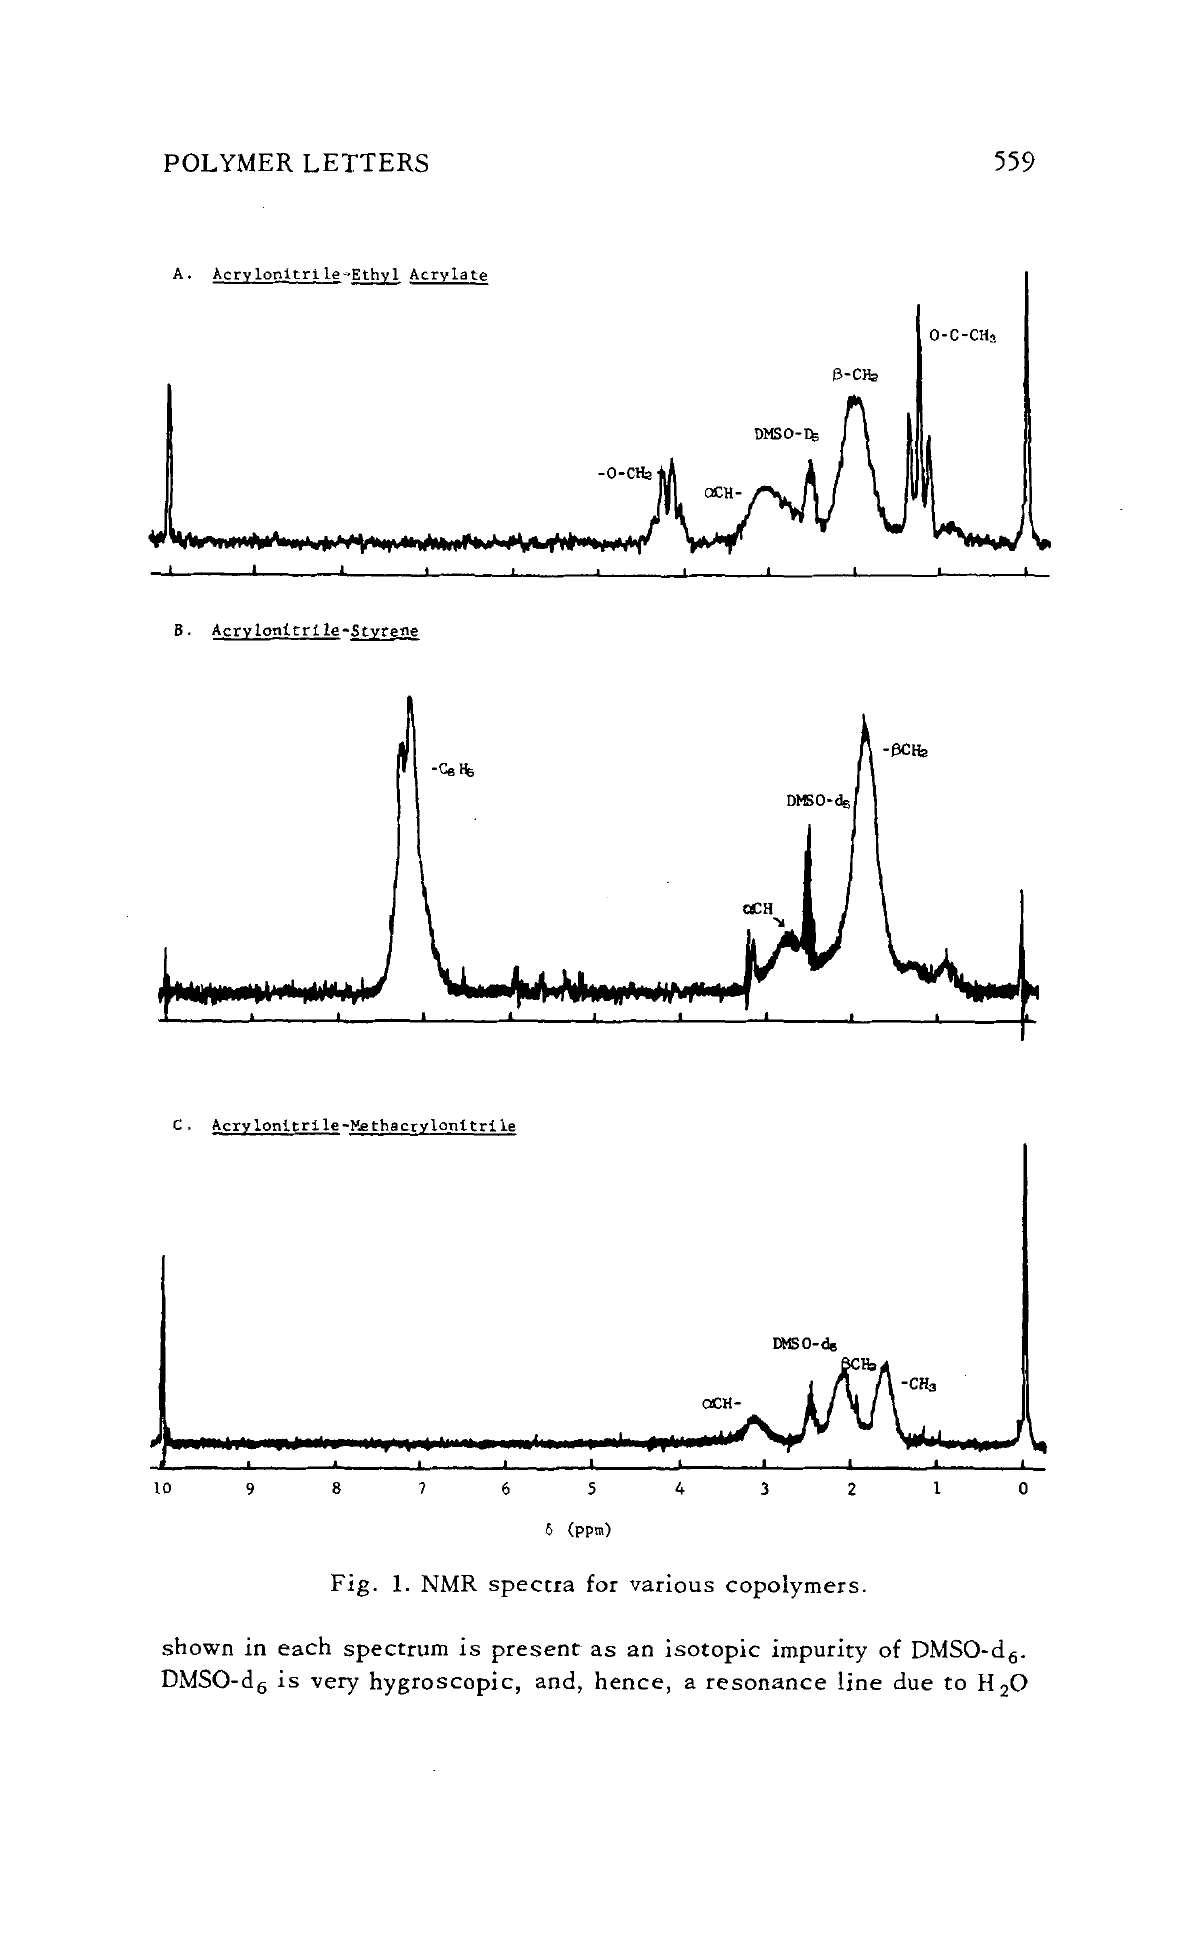 POLYMER LETTERS 559
A. Acrylonitrile-Ethyl Acrylate
O-C-CH₃
β-CH₂
DMSO-D₅
-O-CH₂
αCH-
B. Acrylonitrile-Styrene
-βCH₂
-C₆H₅
DMSO-d₅
αCH
C. Acrylonitrile-Methacrylonitrile
DMSO-d₅
βCH₂
-CH₃
αCH-
10 9 8 7 6 5 4 3 2 1 0
δ (ppm)
Fig. 1. NMR spectra for various copolymers.
shown in each spectrum is present as an isotopic impurity of DMSO-d₆.
DMSO-d₆ is very hygroscopic, and, hence, a resonance line due to H₂O